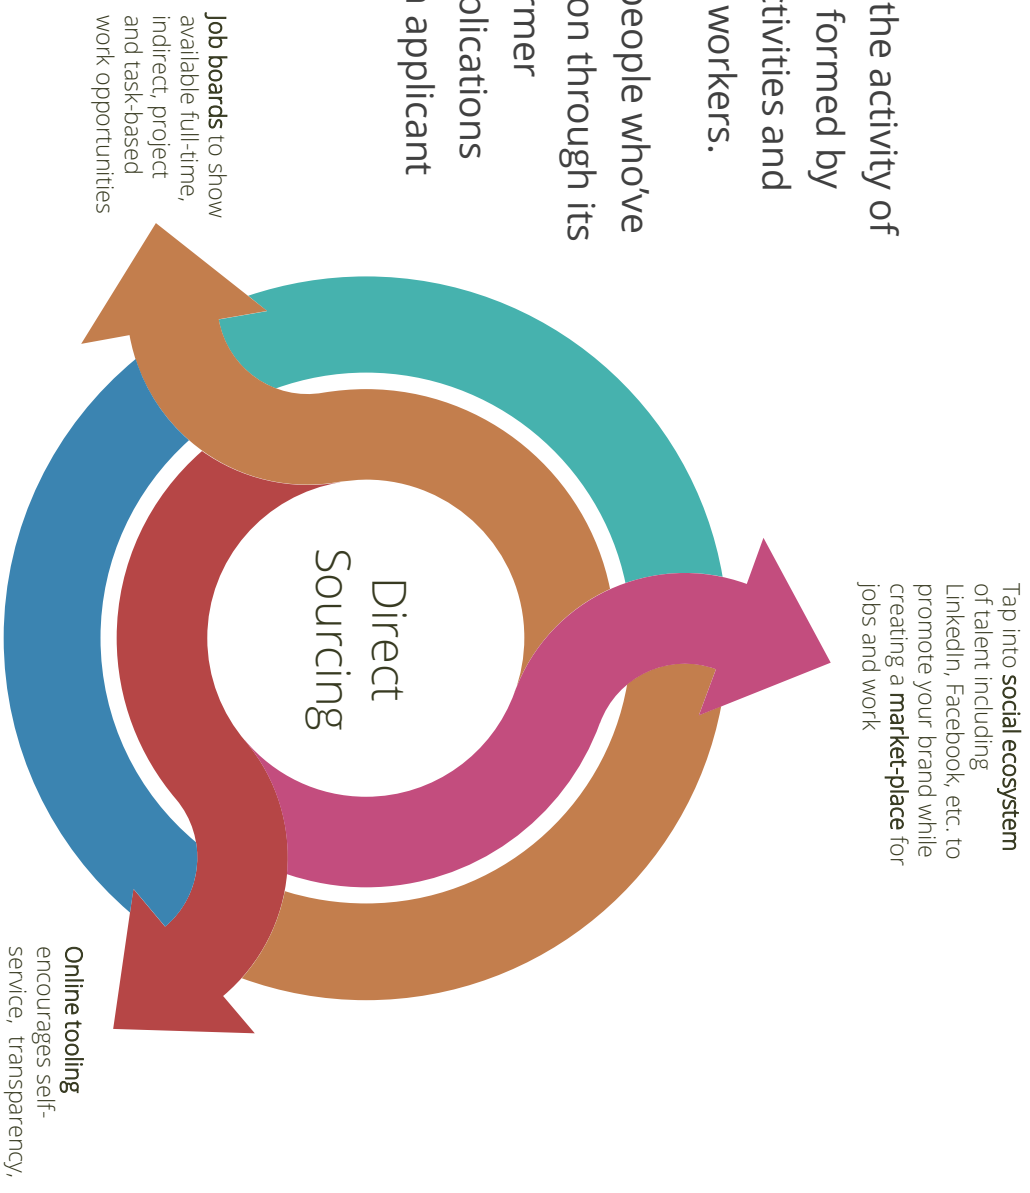 Tap into social ecosystem
of talent including
LinkedIn, Facebook, etc. to
promote your brand while
creating a market-place for
jobs and work
the activity of
formed by
ctivities and
workers.
people who've
on through its
rmer
plications
applicant
Direct
Sourcing
Job boards to show
available full-time,
indirect, project
and task-based
work opportunities
Online tooling
encourages self-
service, transparency,